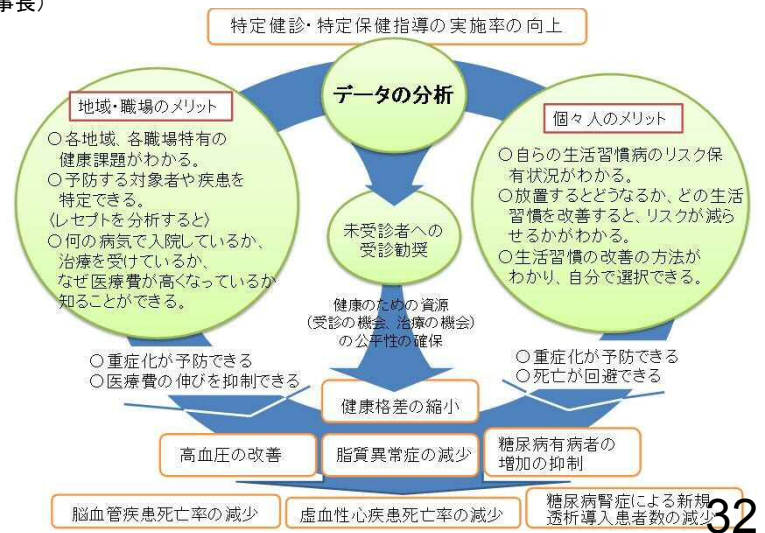 事長）
特定健診・特定保健指導の実施率の向上
データの分析
地域・職場のメリット
○各地域、各職場特有の
健康課題がわかる。
○予防する対象者や疾患を
特定できる。
〈レセプトを分析すると〉
○何の病気で入院しているか、
治療を受けているか、
なぜ医療費が高くなっているか
知ることができる。
個々人のメリット
○自らの生活習慣病のリスク保
有状況がわかる。
○放置するとどうなるか、どの生活
習慣を改善すると、リスクが減ら
せるかがわかる。
○生活習慣の改善の方法が
わかり、自分で選択できる。
未受診者への
受診勧奨
健康のための資源
（受診の機会、治療の機会）
の公平性の確保
○重症化が予防できる
○医療費の伸びを抑制できる
○重症化が予防できる
○死亡が回避できる
健康格差の縮小
高血圧の改善
脂質異常症の減少
糖尿病有病者の
増加の抑制
脳血管疾患死亡率の減少
虚血性心疾患死亡率の減少
糖尿病腎症による新規
透析導入患者数の減少
32